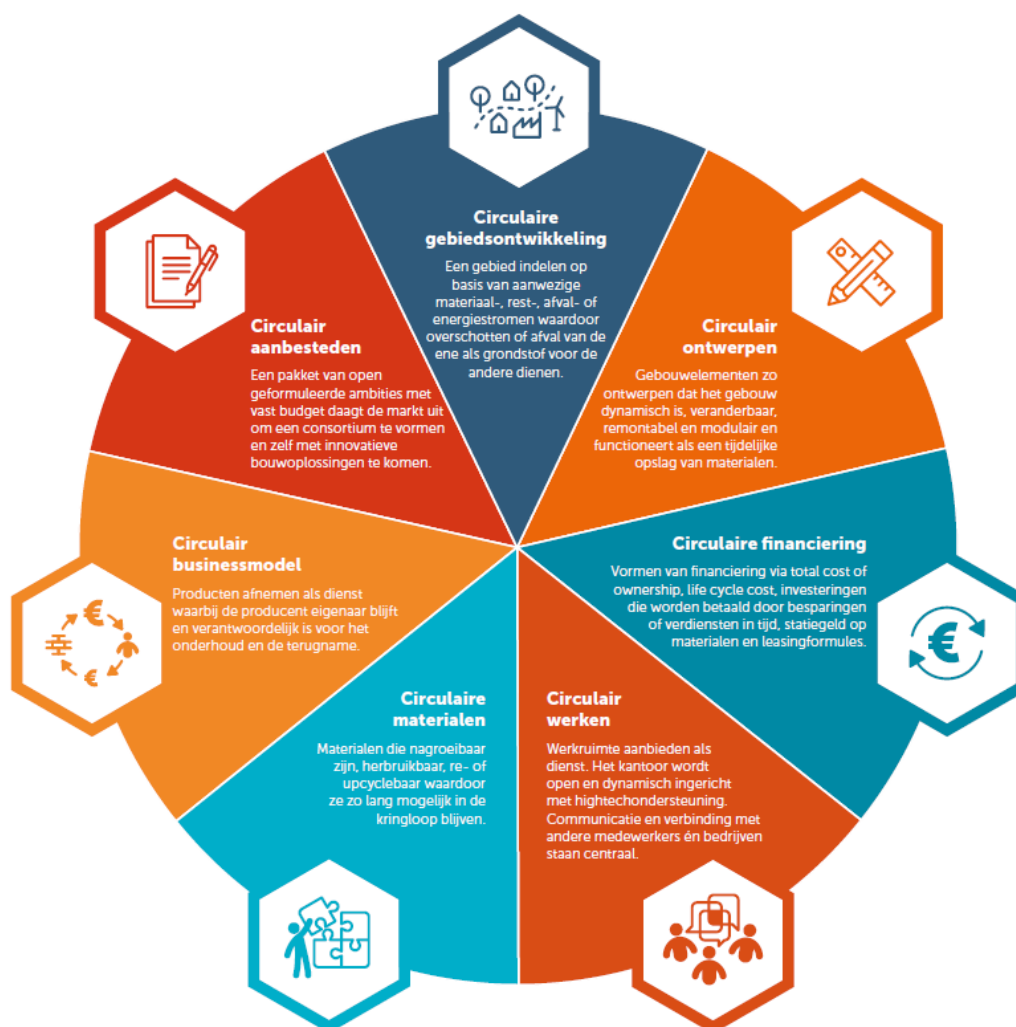 Circulaire
gebiedsontwikkeling
Een gebied indelen op
basis van aanwezige
materiaal-, rest-, afval- of
energiestromen waardoor
overschotten of afval van de
ene als grondstof voor de
andere dienen.
Circulair
ontwerpen
Gebouwelementen zo
ontwerpen dat het gebouw
dynamisch is, veranderbaar,
remontabel en modulair en
functioneert als een tijdelijke
opslag van materialen.
Circulaire financiering
Vormen van financiering via total cost of
ownership, life cycle cost, investeringen
die worden betaald door besparingen
of verdiensten in tijd, statiegeld op
materialen en leasingformules.
€
Circulair
werken
Werkruimte aanbieden als
dienst. Het kantoor wordt
open en dynamisch ingericht
met hightechondersteuning.
Communicatie en verbinding met
andere medewerkers én bedrijven
staan centraal.
Circulaire
materialen
Materialen die nagroeibaar
zijn, herbruikbaar, re- of
upcyclebaar waardoor
ze zo lang mogelijk in de
kringloop blijven.
Circulair
businessmodel
Producten afnemen als dienst
waarbij de producent eigenaar blijft
en verantwoordelijk is voor het
onderhoud en de terugname.
€
€
Circulair
aanbesteden
Een pakket van open
geformuleerde ambities met
vast budget daagt de markt uit
om een consortium te vormen
en zelf met innovatieve
bouwoplossingen te komen.